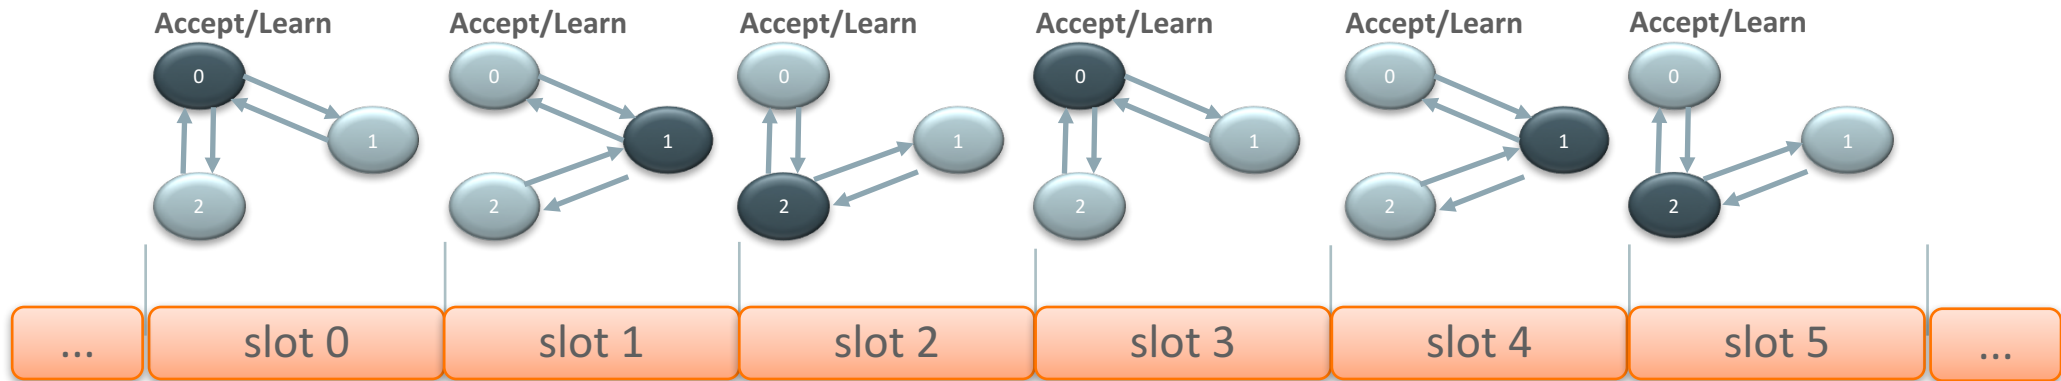 Accept/Learn Accept/Learn Accept/Learn Accept/Learn Accept/Learn Accept/Learn
0 0 0 0 0 0
1 1 1 1 1 1
2 2 2 2 2 2
... slot 0 slot 1 slot 2 slot 3 slot 4 slot 5 ...